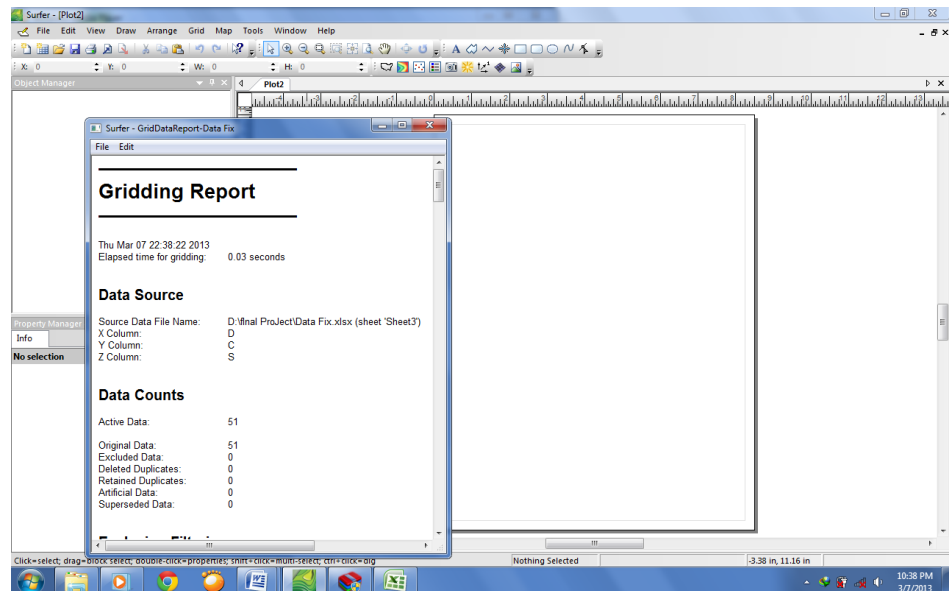 Surfer - [Plot2]
File Edit View Draw Arrange Grid Map Tools Window Help
X: 0 Y: 0 W: 0 H: 0
Object Manager
Plot2
Surfer - GridDataReport-Data Fix
File Edit
Gridding Report
Thu Mar 07 22:38:22 2013
Elapsed time for gridding: 0.03 seconds
Data Source
Source Data File Name: D:\fInal ProJect\Data Fix.xlsx (sheet 'Sheet3')
X Column: D
Y Column: C
Z Column: S
Data Counts
Active Data: 51
Original Data: 51
Excluded Data: 0
Deleted Duplicates: 0
Retained Duplicates: 0
Artificial Data: 0
Superseded Data: 0
Property Manager
Info
No selection
Click=select; drag=block select; double-click=properties; shift+click=multi-select; ctrl+click=dig
Nothing Selected
-3.38 in, 11.16 in
10:38 PM
3/7/2013